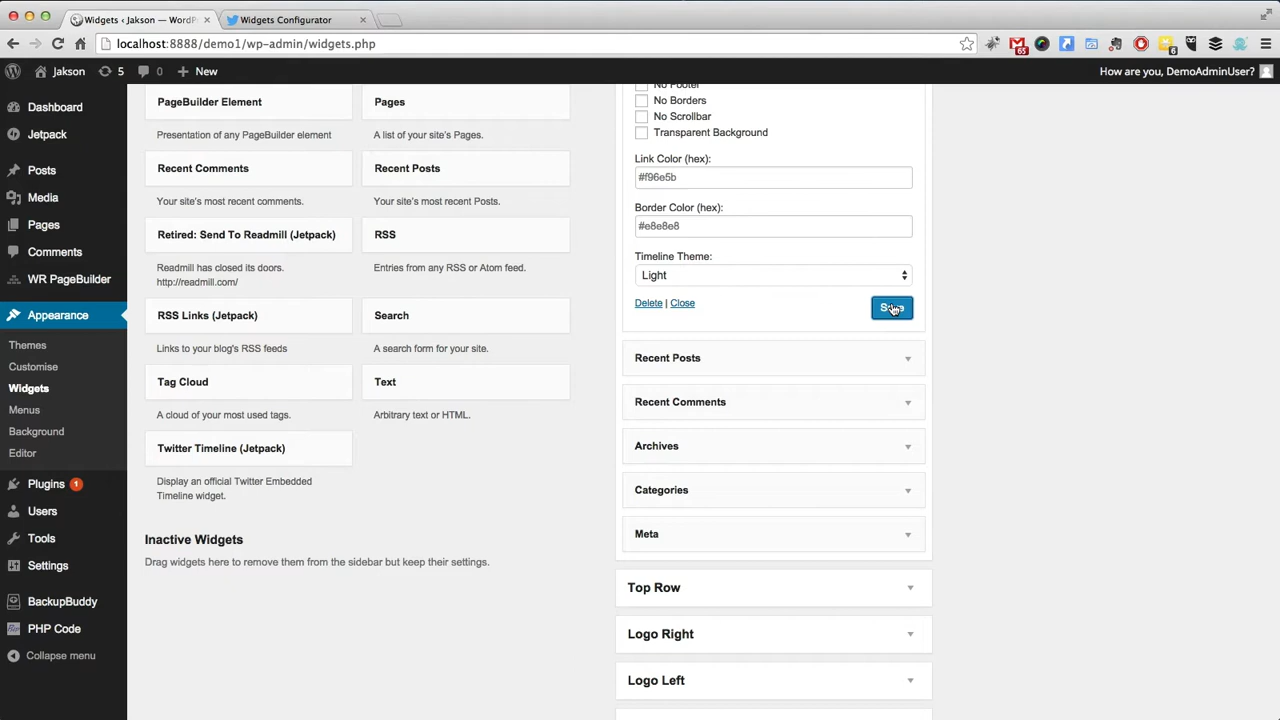 Widgets ‹ Jakson — WordP
Widgets Configurator
localhost:8888/demo1/wp-admin/widgets.php
65
6
Jakson
5
0
New
How are you, DemoAdminUser?
Dashboard
Jetpack
Posts
Media
Pages
Comments
WR PageBuilder
Appearance
Themes
Customise
Widgets
Menus
Background
Editor
Plugins 1
Users
Tools
Settings
BackupBuddy
PHP Code
Collapse menu
PageBuilder Element
Presentation of any PageBuilder element
Pages
A list of your site's Pages.
Recent Comments
Your site's most recent comments.
Recent Posts
Your site's most recent Posts.
Retired: Send To Readmill (Jetpack)
Readmill has closed its doors.
http://readmill.com/
RSS
Entries from any RSS or Atom feed.
RSS Links (Jetpack)
Links to your blog's RSS feeds
Search
A search form for your site.
Tag Cloud
A cloud of your most used tags.
Text
Arbitrary text or HTML.
Twitter Timeline (Jetpack)
Display an official Twitter Embedded
Timeline widget.
Inactive Widgets
Drag widgets here to remove them from the sidebar but keep their settings.
No Footer
No Borders
No Scrollbar
Transparent Background
Link Color (hex):
#f96e5b
Border Color (hex):
#e8e8e8
Timeline Theme:
Light
Delete | Close
Save
Recent Posts
Recent Comments
Archives
Categories
Meta
Top Row
Logo Right
Logo Left